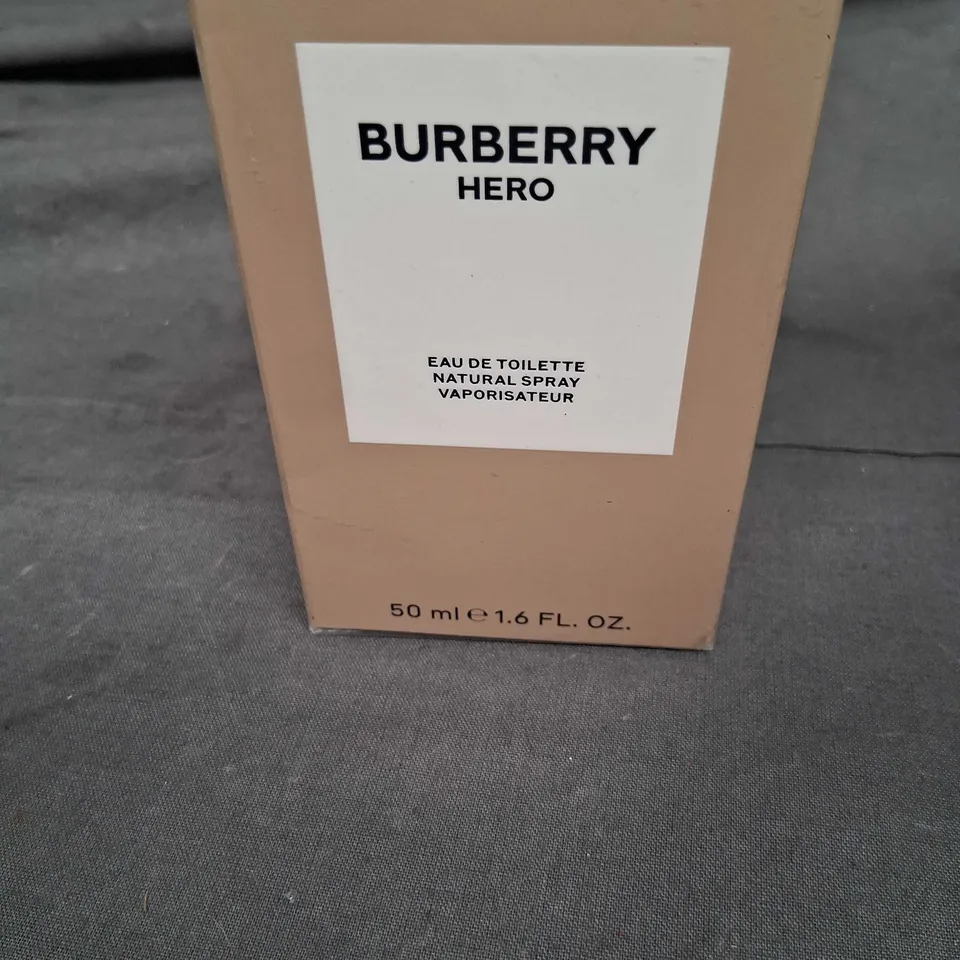 BURBERRY
HERO
EAU DE TOILETTE
NATURAL SPRAY
VAPORISATEUR
50 ml ℮ 1.6 FL. OZ.